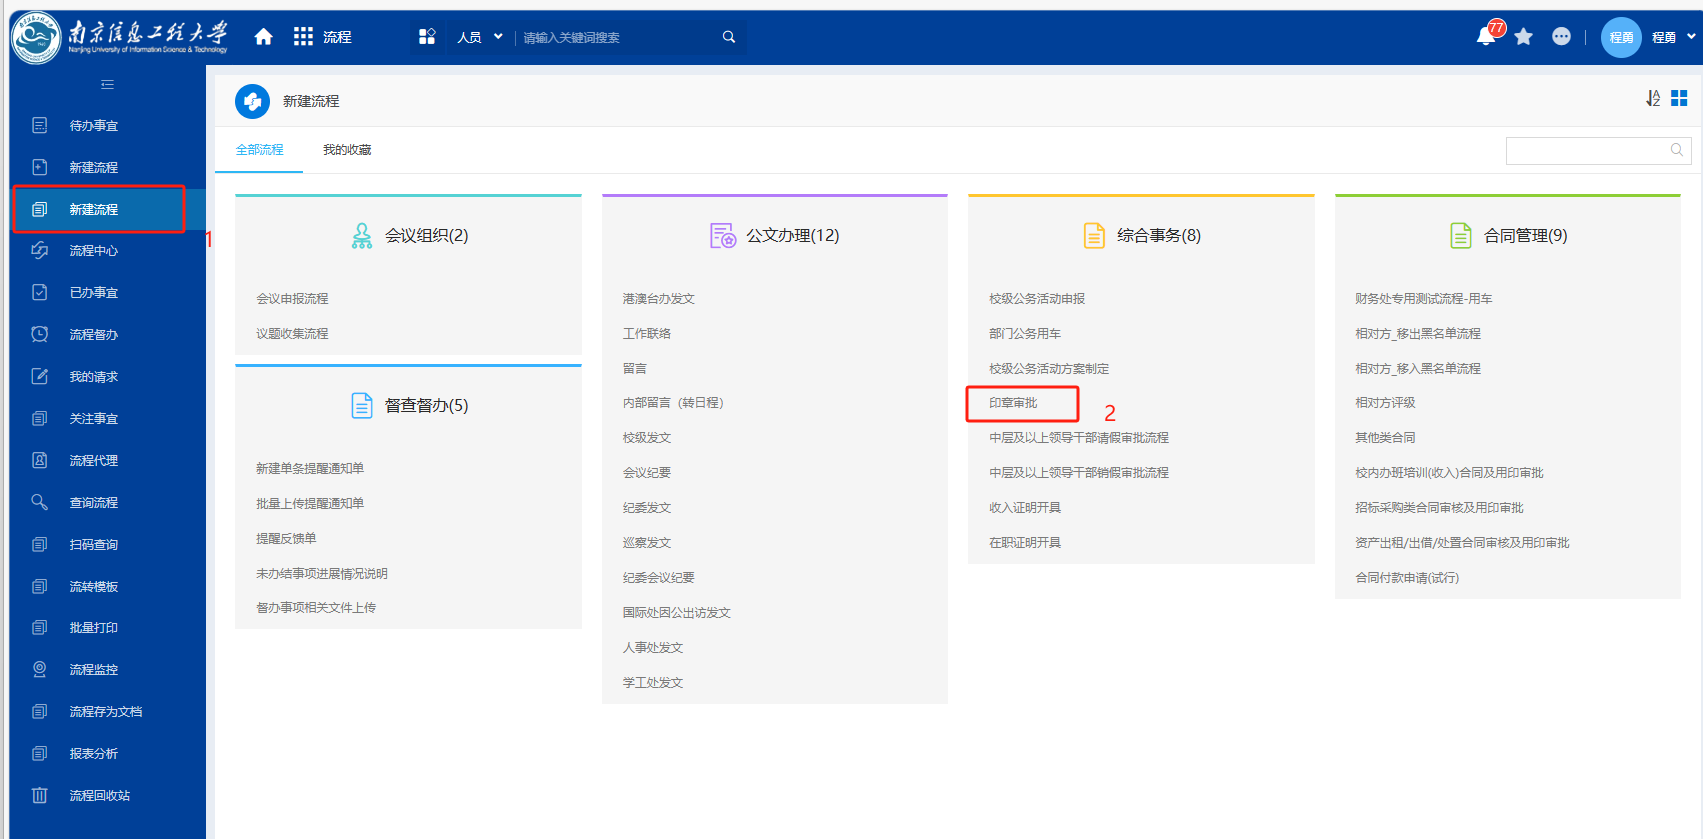 南京信息工程大学
Nanjing University of Information Science & Technology
流程
人员
请输入关键词搜索
77
程勇
程勇
待办事宜
新建流程
新建流程
1
流程中心
已办事宜
流程督办
我的请求
关注事宜
流程代理
查询流程
扫码查询
流转模板
批量打印
流程监控
流程存为文档
报表分析
流程回收站
新建流程
全部流程
我的收藏
会议组织(2)
会议申报流程
议题收集流程
督查督办(5)
新建单条提醒通知单
批量上传提醒通知单
提醒反馈单
未办结事项进展情况说明
督办事项相关文件上传
公文办理(12)
港澳台办发文
工作联络
留言
内部留言（转日程）
校级发文
会议纪要
纪委发文
巡察发文
纪委会议纪要
国际处因公出访发文
人事处发文
学工处发文
综合事务(8)
校级公务活动申报
部门公务用车
校级公务活动方案制定
印章审批
2
中层及以上领导干部请假审批流程
中层及以上领导干部销假审批流程
收入证明开具
在职证明开具
合同管理(9)
财务处专用测试流程-用车
相对方_移出黑名单流程
相对方_移入黑名单流程
相对方评级
其他类合同
校内办班培训(收入)合同及用印审批
招标采购类合同审核及用印审批
资产出租/出借/处置合同审核及用印审批
合同付款申请(试行)